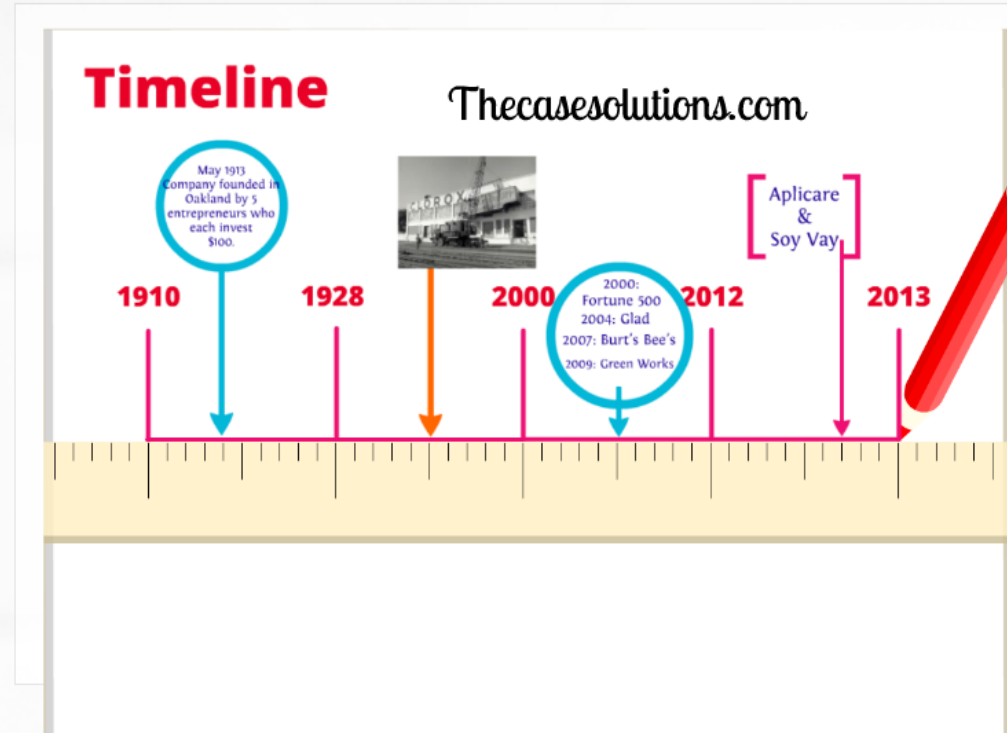 Timeline
Thecasesolutions.com
May 1913
Company founded in
Oakland by 5
entrepreneurs who
each invest
$100.
CLOROX
Aplicare
&
Soy Vay
1910
1928
2000
2012
2013
2000:
Fortune 500
2004: Glad
2007: Burt's Bee's
2009: Green Works